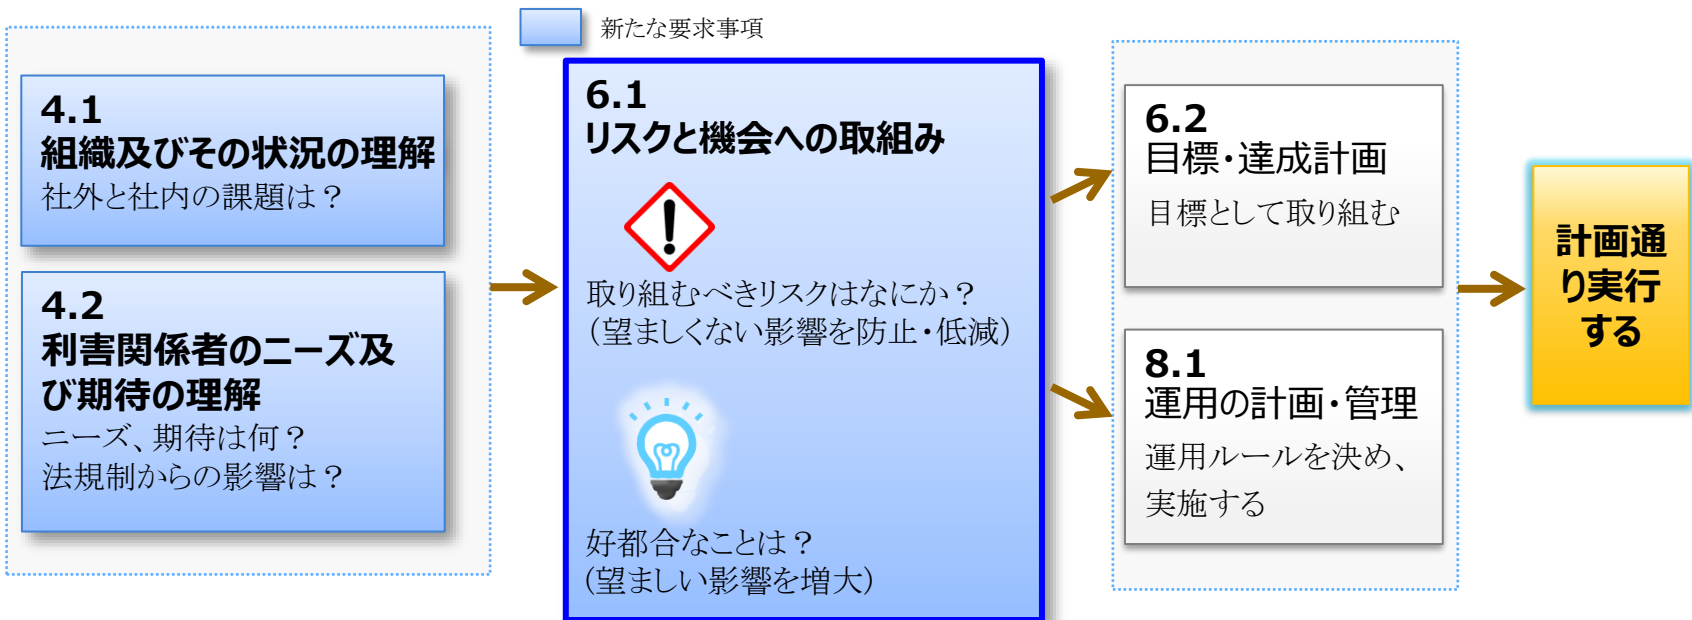 新たな要求事項
4.1
組織及びその状況の理解
社外と社内の課題は？
4.2
利害関係者のニーズ及
び期待の理解
ニーズ、期待は何？
法規制からの影響は？
6.1
リスクと機会への取組み
!
取り組むべきリスクはなにか？
（望ましくない影響を防止・低減）
好都合なことは？
(望ましい影響を増大）
6.2
目標・達成計画
目標として取り組む
8.1
運用の計画・管理
運用ルールを決め、
実施する
計画通
り実行
する